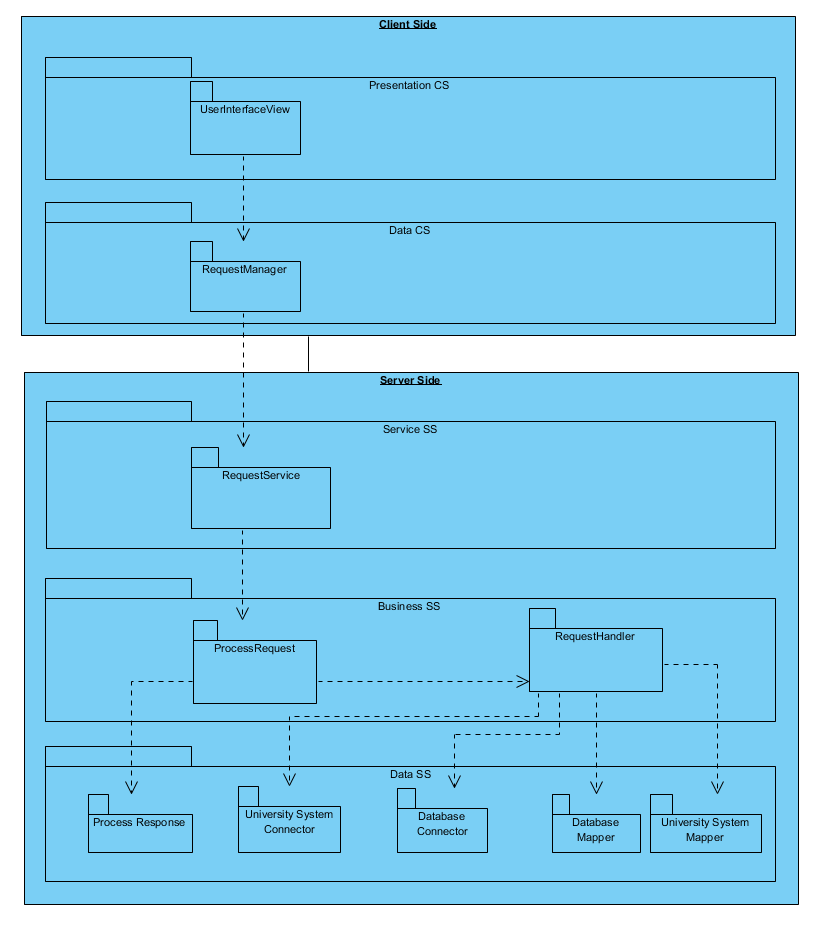 Client Side
Presentation CS
UserInterfaceView
Data CS
RequestManager
Server Side
Service SS
RequestService
Business SS
ProcessRequest
RequestHandler
Data SS
Process Response
University System
Connector
Database
Connector
Database
Mapper
University System
Mapper